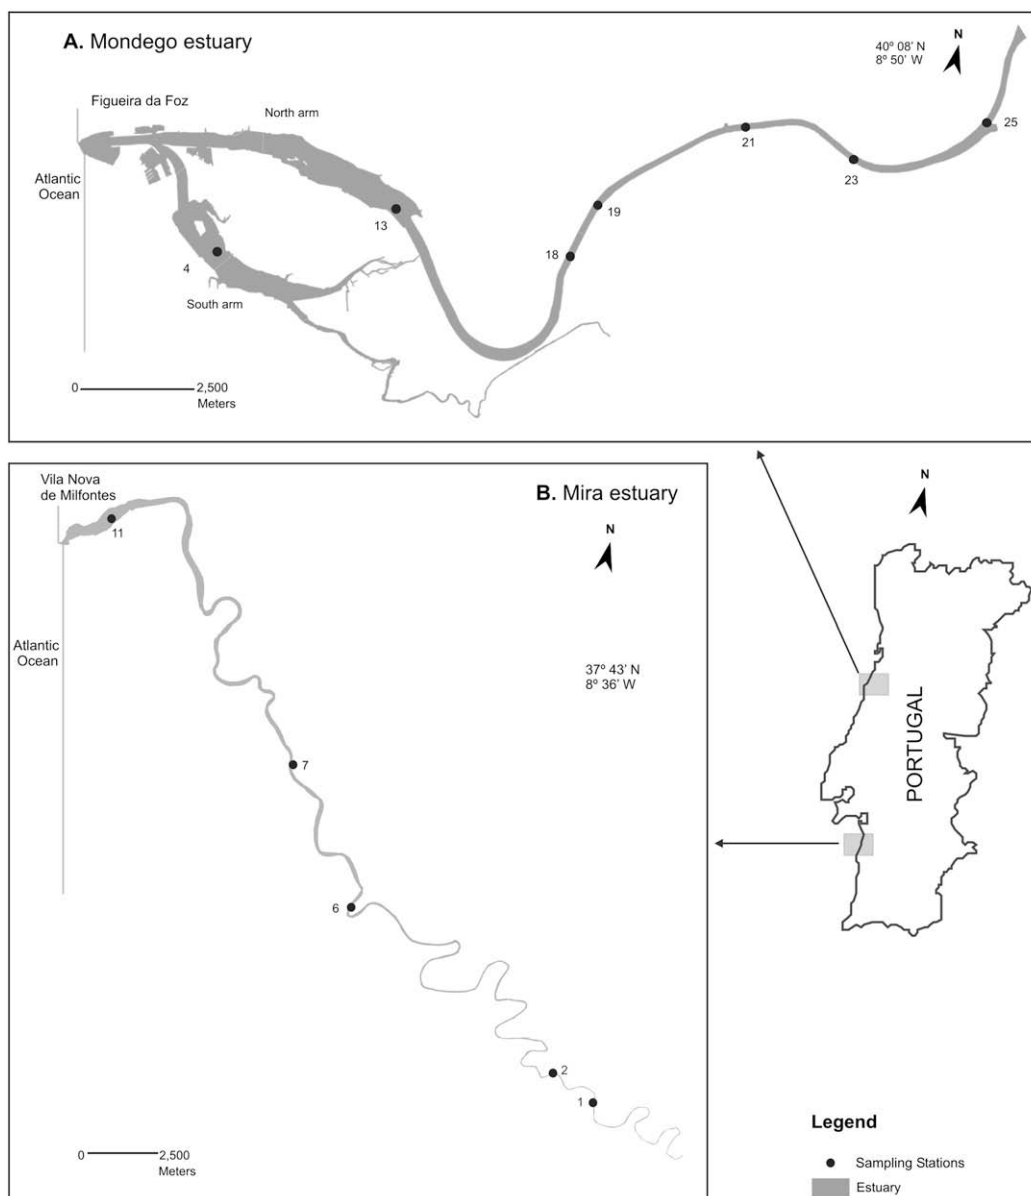 A. Mondego estuary
N
40º 08' N
8º 50' W
Figueira da Foz
North arm
Atlantic
Ocean
25
21
23
13
19
18
4
South arm
0 2,500
Meters
Vila Nova
de Milfontes
B. Mira estuary
11
N
Atlantic
Ocean
37º 43' N
8º 36' W
7
6
2
1
0 2,500
Meters
N
PORTUGAL
Legend
Sampling Stations
Estuary